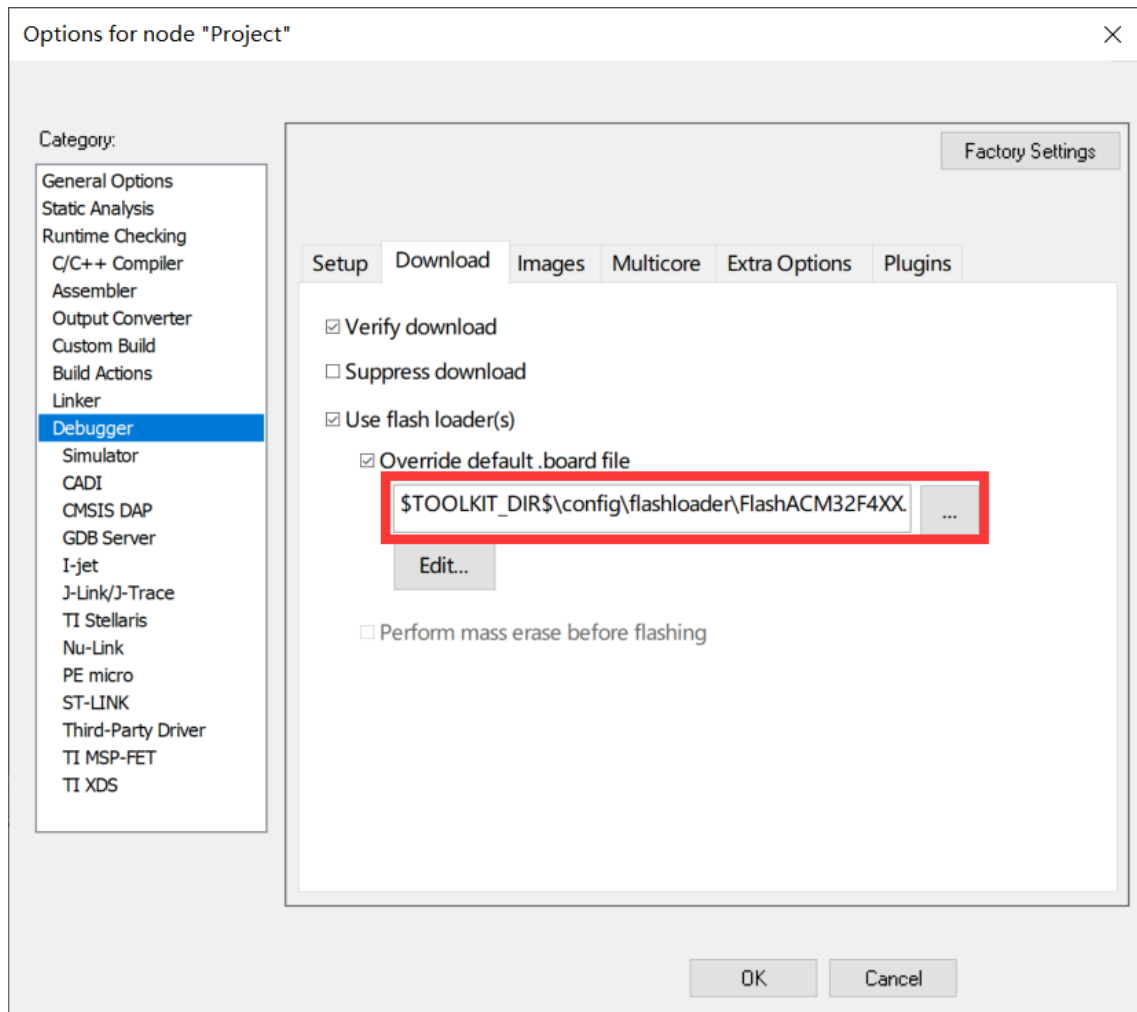 Options for node "Project"
Category:
Factory Settings
General Options
Static Analysis
Runtime Checking
C/C++ Compiler
Assembler
Output Converter
Custom Build
Build Actions
Linker
Debugger
Simulator
CADI
CMSIS DAP
GDB Server
I-jet
J-Link/J-Trace
TI Stellaris
Nu-Link
PE micro
ST-LINK
Third-Party Driver
TI MSP-FET
TI XDS
Setup Download Images Multicore Extra Options Plugins
Verify download
Suppress download
Use flash loader(s)
Override default .board file
$TOOLKIT_DIR$\config\flashloader\FlashACM32F4XX. ...
Edit...
Perform mass erase before flashing
OK Cancel